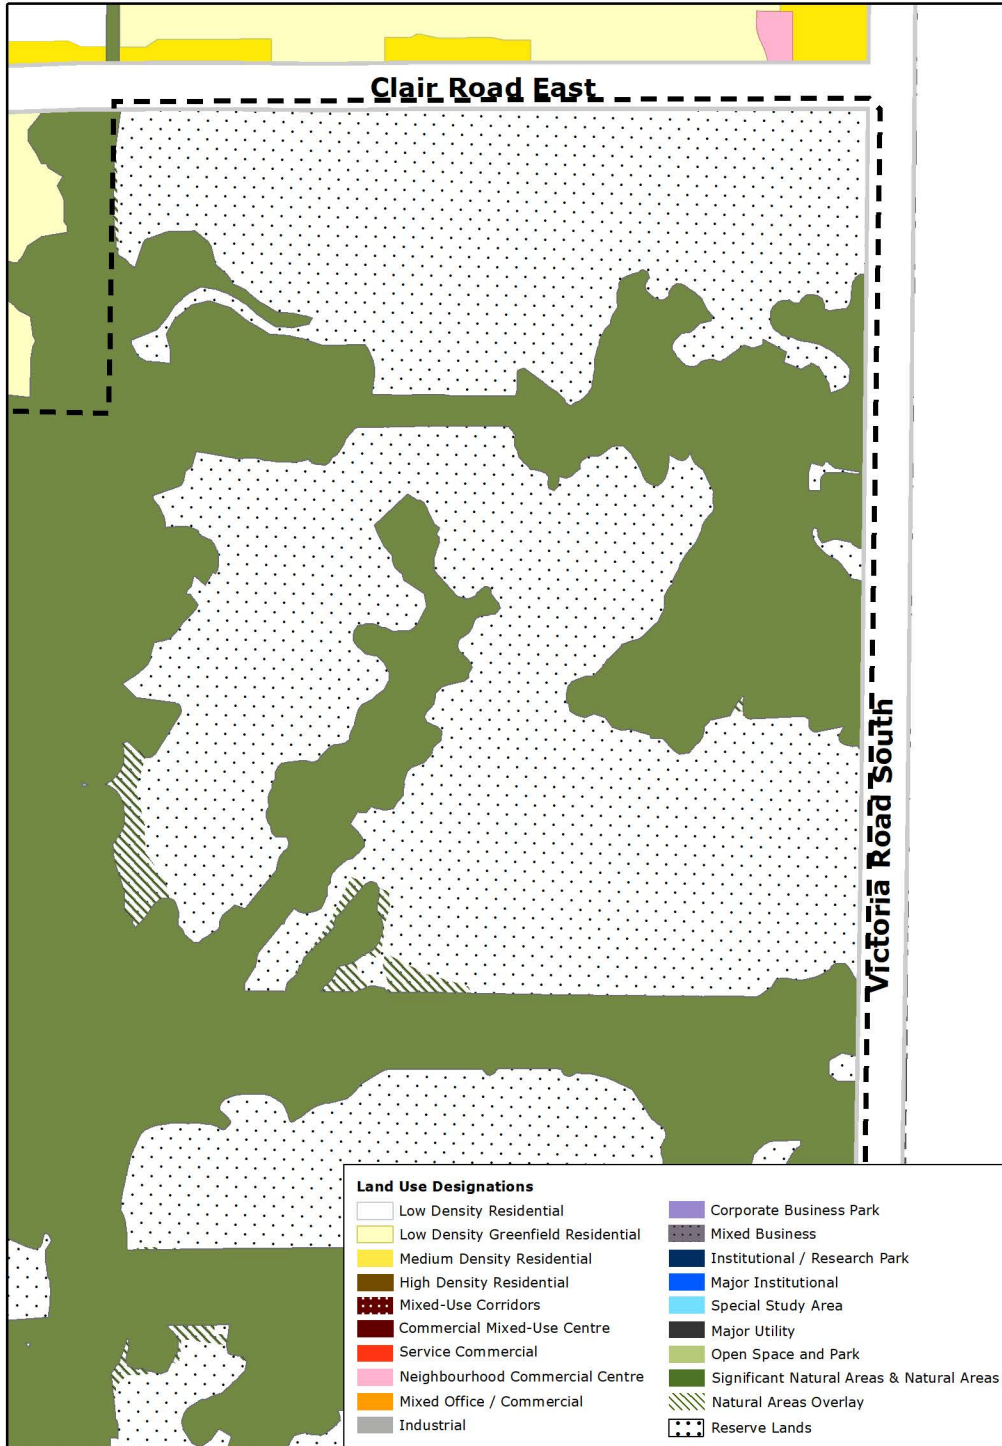 Clair Road East
Victoria Road South
Land Use Designations
Low Density Residential
Low Density Greenfield Residential
Medium Density Residential
High Density Residential
Mixed-Use Corridors
Commercial Mixed-Use Centre
Service Commercial
Neighbourhood Commercial Centre
Mixed Office / Commercial
Industrial
Corporate Business Park
Mixed Business
Institutional / Research Park
Major Institutional
Special Study Area
Major Utility
Open Space and Park
Significant Natural Areas & Natural Areas
Natural Areas Overlay
Reserve Lands